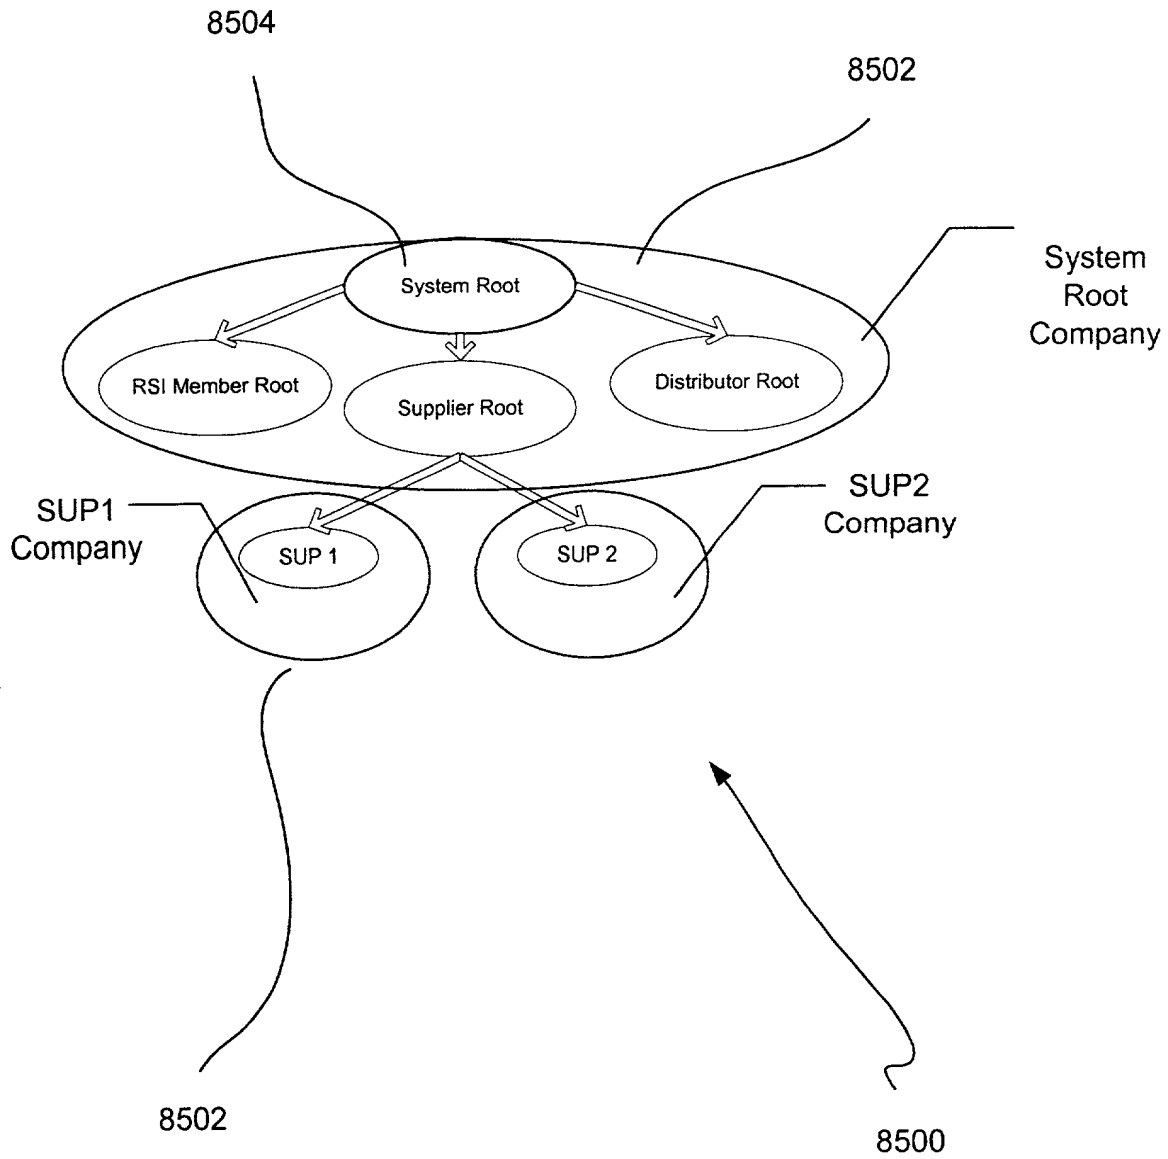 8504
8502
System
Root
Company
System Root
RSI Member Root
Supplier Root
Distributor Root
SUP1
Company
SUP2
Company
SUP 1
SUP 2
8502
8500